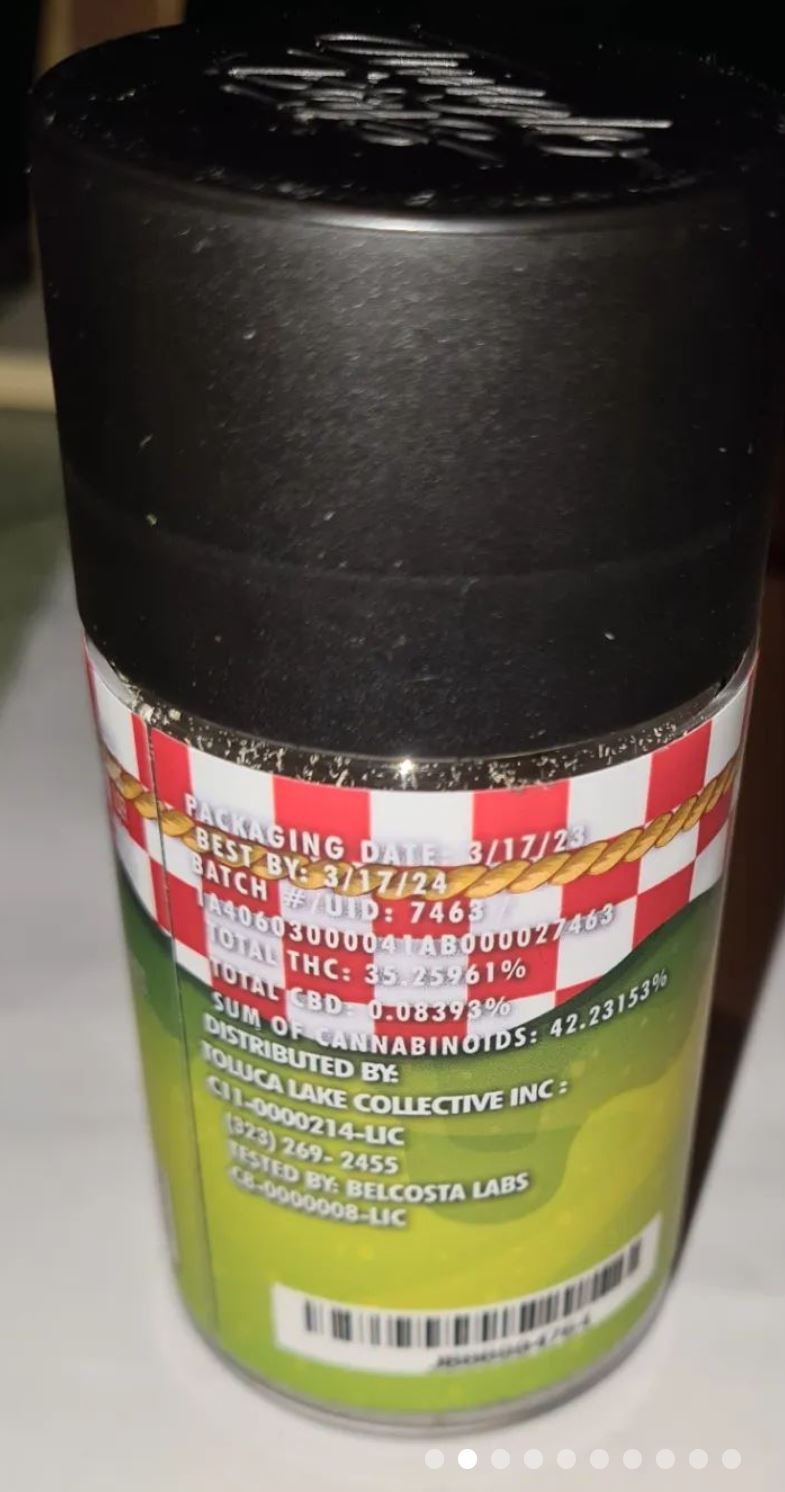 PACKAGING DATE: 3/17/23
BEST BY: 3/17/24
BATCH #/UID: 7463
1A40603000041AB000027463
TOTAL THC: 35.25961%
TOTAL CBD: 0.08393%
SUM OF CANNABINOIDS: 42.23153%
DISTRIBUTED BY:
TOLUCA LAKE COLLECTIVE INC :
C11-0000214-LIC
(323) 269- 2455
TESTED BY: BELCOSTA LABS
C8-0000008-LIC